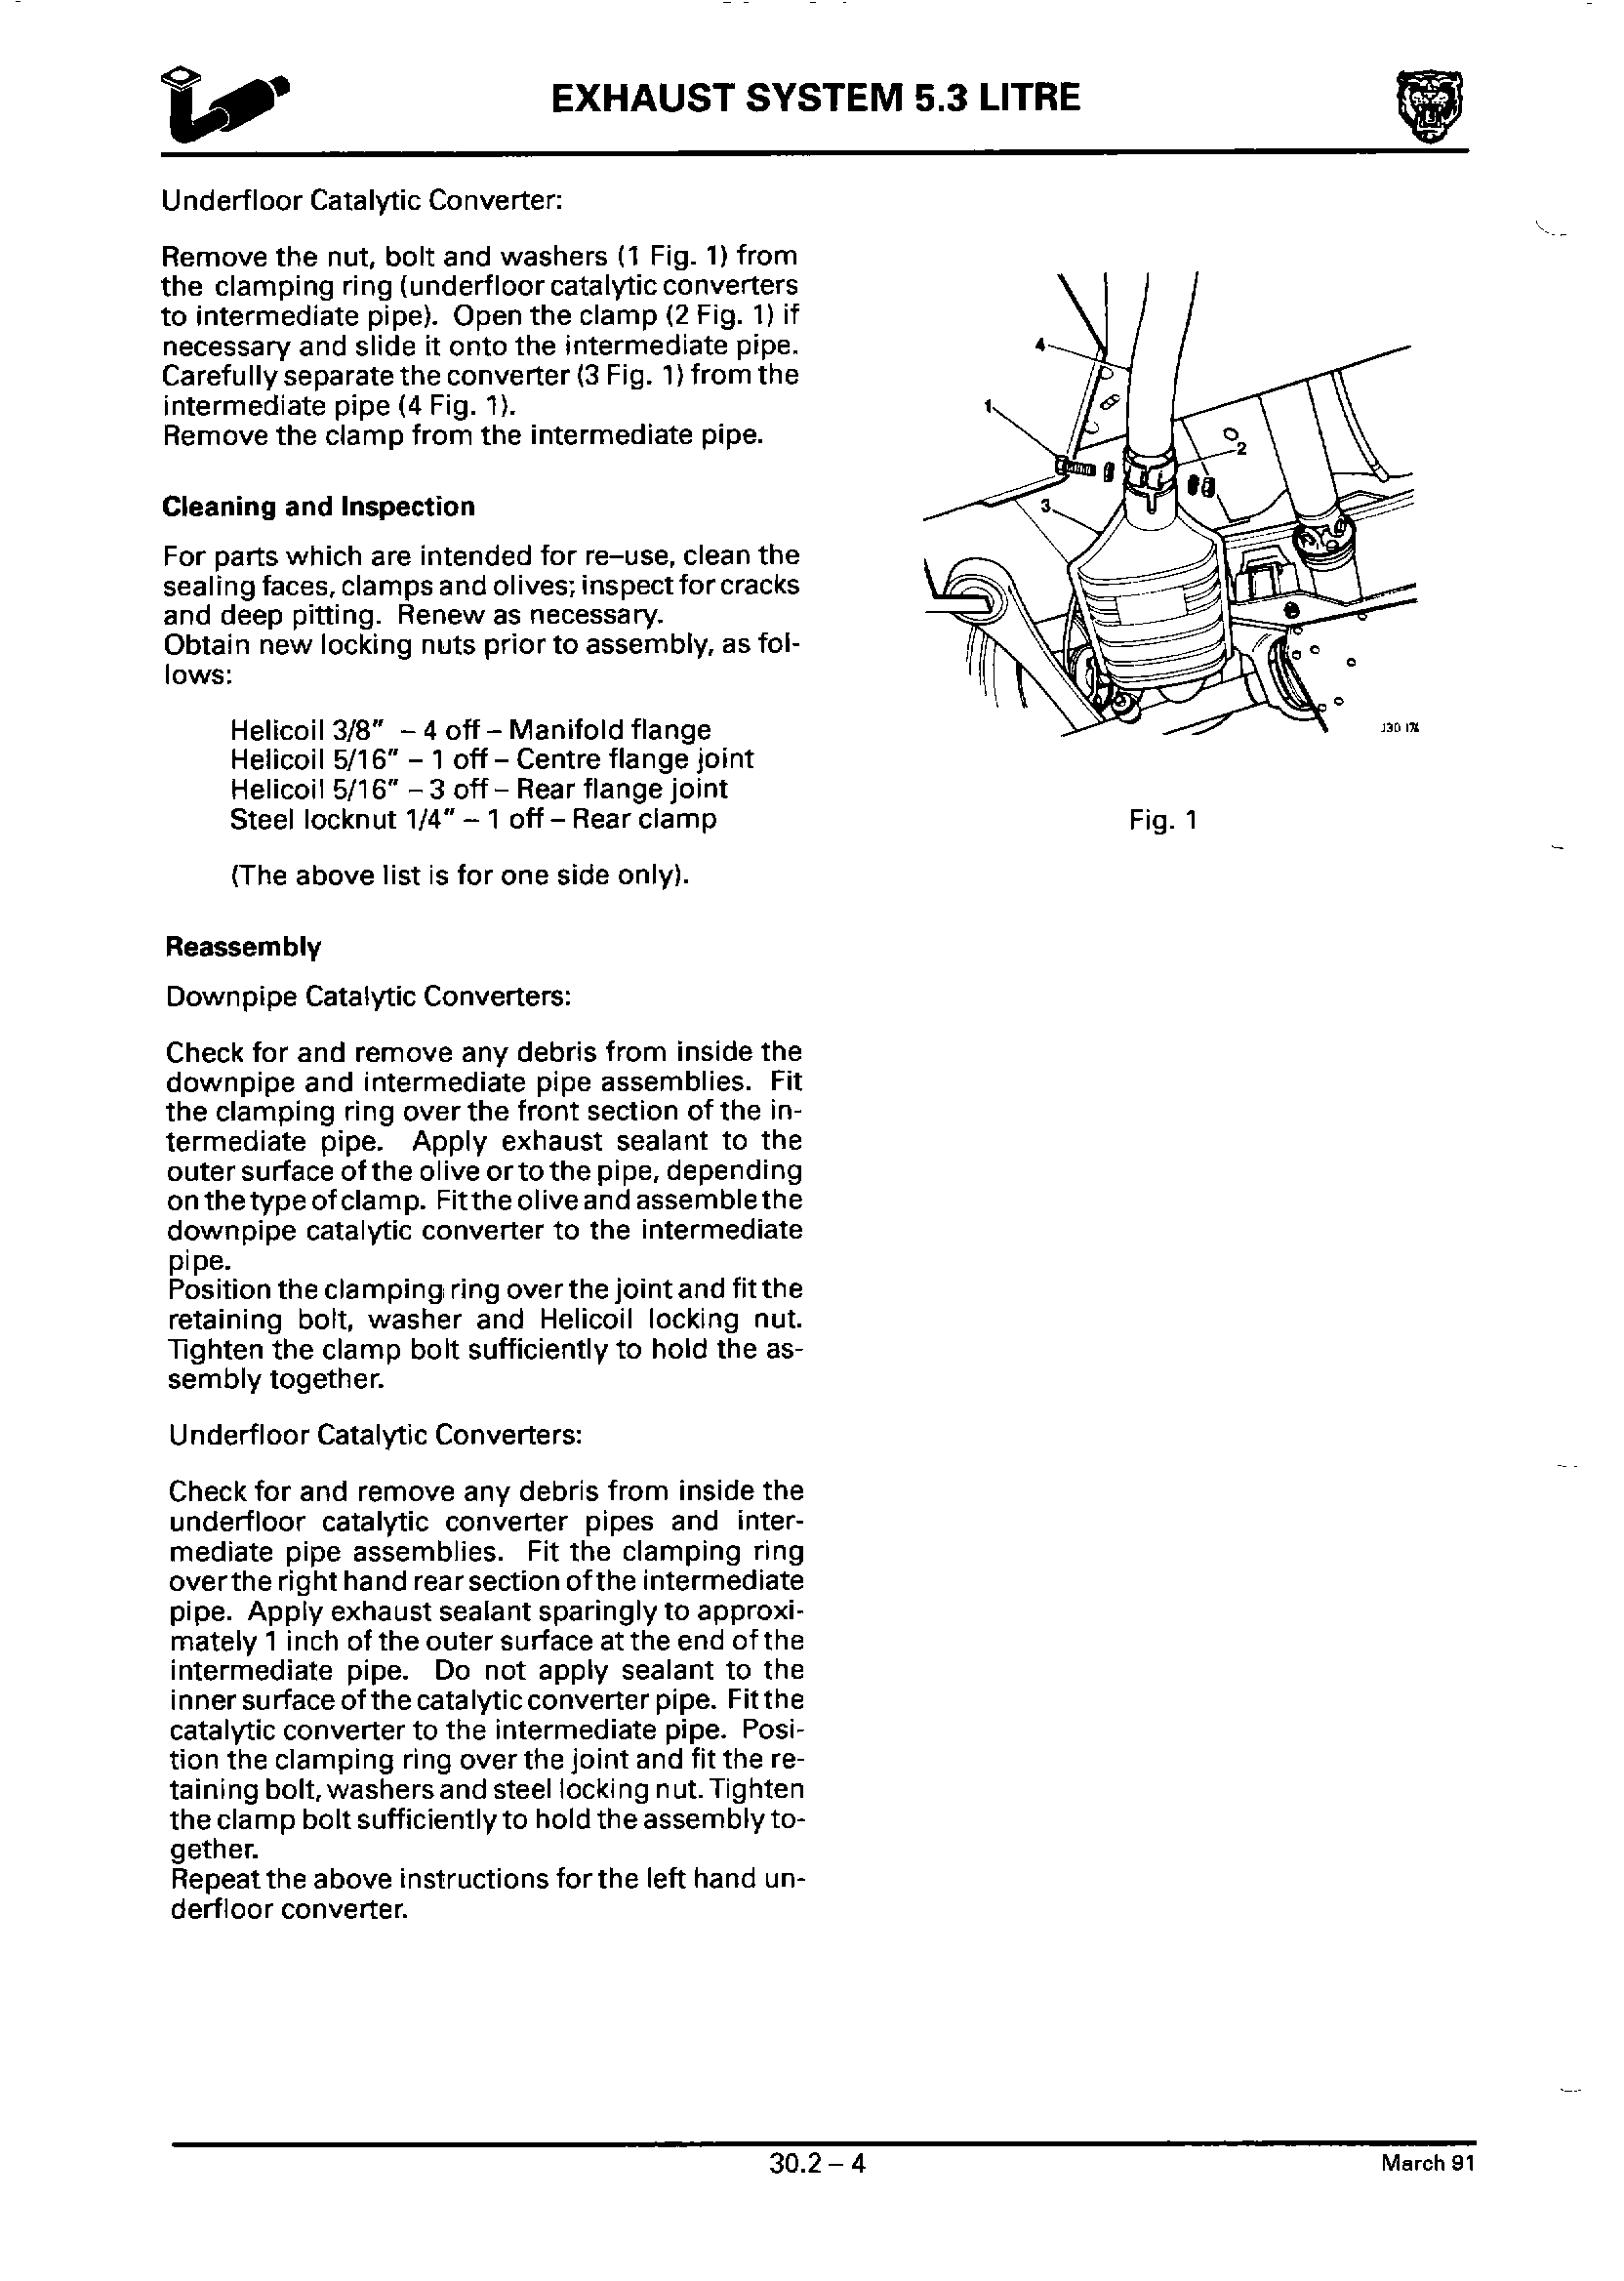 EXHAUST SYSTEM 5.3 LITRE
Underfloor Catalytic Converter:
Remove the nut, bolt and washers (1 Fig. 1) from
the clamping ring (underfloor catalytic converters
to intermediate pipe). Open the clamp (2 Fig. 1) if
necessary and slide it onto the intermediate pipe.
Carefully separate the converter (3 Fig. 1) from the
intermediate pipe (4 Fig. 1).
Remove the clamp from the intermediate pipe.
Cleaning and Inspection
For parts which are intended for re-use, clean the
sealing faces, clamps and olives; inspect for cracks
and deep pitting. Renew as necessary.
Obtain new locking nuts prior to assembly, as fol-
lows:
Helicoil 3/8" – 4 off – Manifold flange
Helicoil 5/16" – 1 off – Centre flange joint
Helicoil 5/16" – 3 off – Rear flange joint
Steel locknut 1/4" – 1 off – Rear clamp
(The above list is for one side only).
Reassembly
Downpipe Catalytic Converters:
Check for and remove any debris from inside the
downpipe and intermediate pipe assemblies. Fit
the clamping ring over the front section of the in-
termediate pipe. Apply exhaust sealant to the
outer surface of the olive or to the pipe, depending
on the type of clamp. Fit the olive and assemble the
downpipe catalytic converter to the intermediate
pipe.
Position the clamping ring over the joint and fit the
retaining bolt, washer and Helicoil locking nut.
Tighten the clamp bolt sufficiently to hold the as-
sembly together.
Underfloor Catalytic Converters:
Check for and remove any debris from inside the
underfloor catalytic converter pipes and inter-
mediate pipe assemblies. Fit the clamping ring
over the right hand rear section of the intermediate
pipe. Apply exhaust sealant sparingly to approxi-
mately 1 inch of the outer surface at the end of the
intermediate pipe. Do not apply sealant to the
inner surface of the catalytic converter pipe. Fit the
catalytic converter to the intermediate pipe. Posi-
tion the clamping ring over the joint and fit the re-
taining bolt, washers and steel locking nut. Tighten
the clamp bolt sufficiently to hold the assembly to-
gether.
Repeat the above instructions for the left hand un-
derfloor converter.
4
1
2
3
J30
Fig. 1
30.2 – 4
March 91